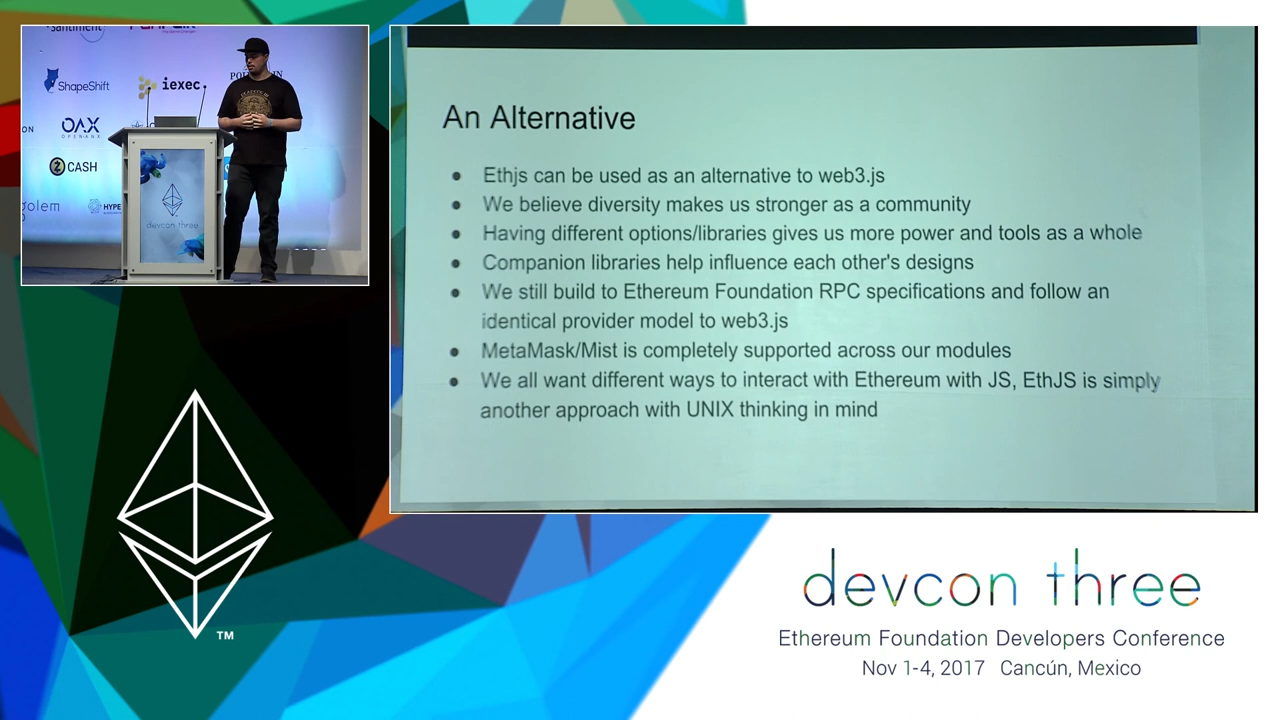 ShapeShift
iexec
OAX
OPENANX
CASH
devcon three
An Alternative
• Ethjs can be used as an alternative to web3.js
• We believe diversity makes us stronger as a community
• Having different options/libraries gives us more power and tools as a whole
• Companion libraries help influence each other's designs
• We still build to Ethereum Foundation RPC specifications and follow an
identical provider model to web3.js
• MetaMask/Mist is completely supported across our modules
• We all want different ways to interact with Ethereum with JS, EthJS is simply
another approach with UNIX thinking in mind
TM
devcon three
Ethereum Foundation Developers Conference
Nov 1-4, 2017 Cancún, Mexico